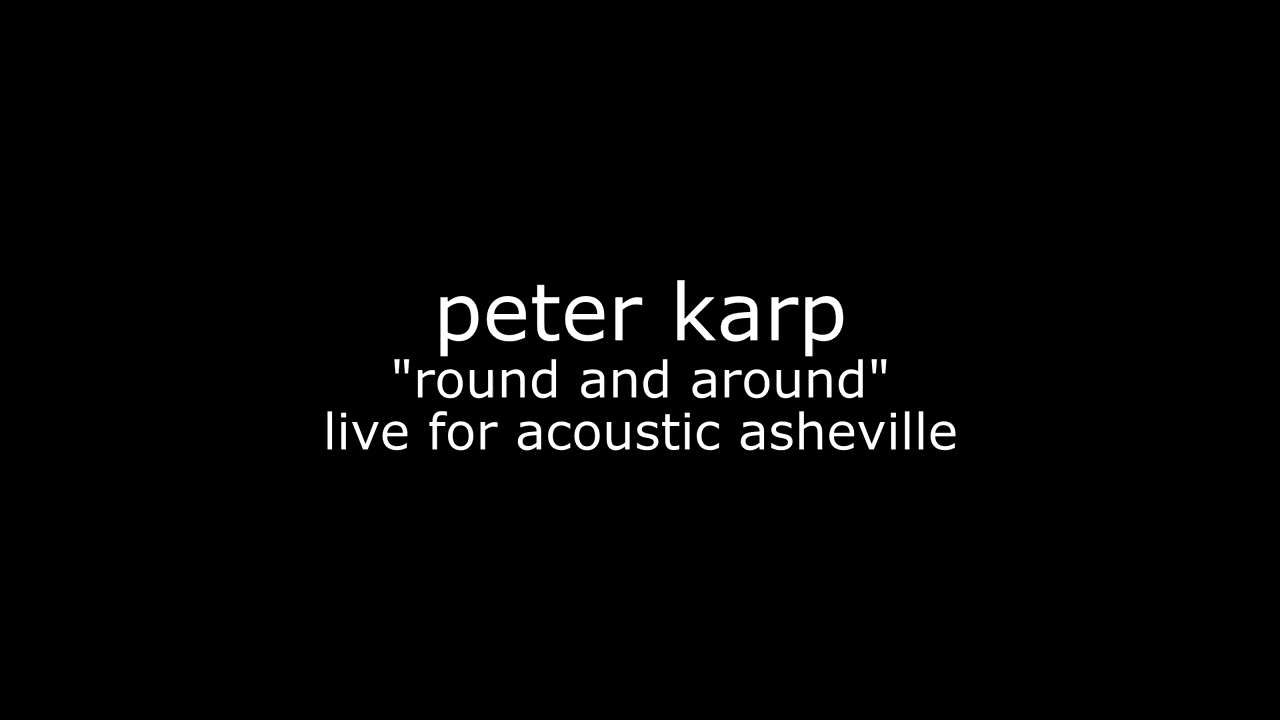 peter karp
"round and around"
live for acoustic asheville